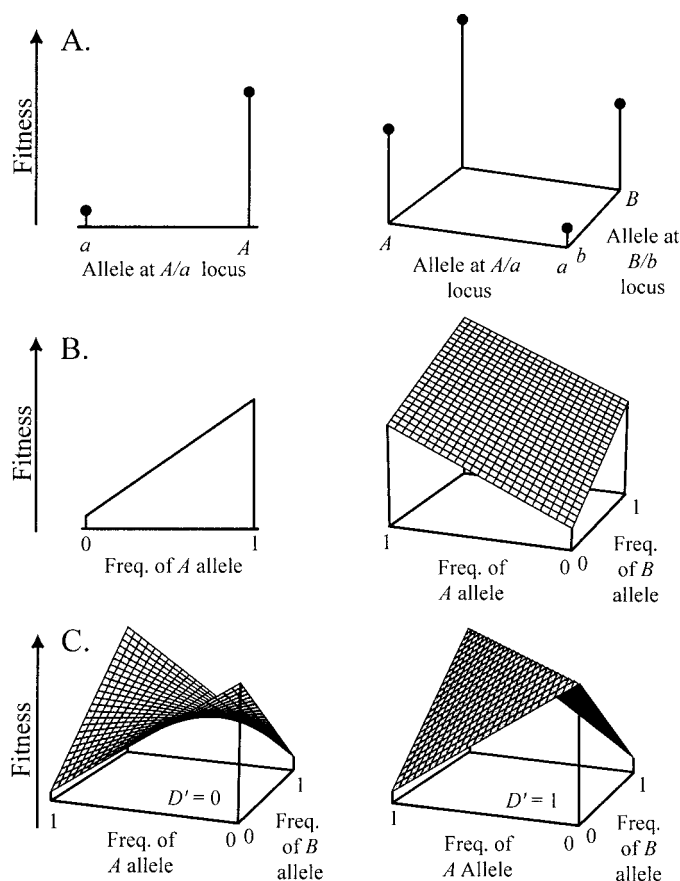 A.
Fitness
a
A
Allele at A/a locus
A
B
a
b
Allele at A/a
locus
Allele at
B/b
locus
B.
Fitness
0
1
Freq. of A allele
1
0
0
1
Freq. of
A allele
Freq.
of B
allele
C.
Fitness
D' = 0
1
0
0
1
Freq. of
A allele
Freq.
of B
allele
D' = 1
1
0
0
1
Freq. of
A Allele
Freq.
of B
allele